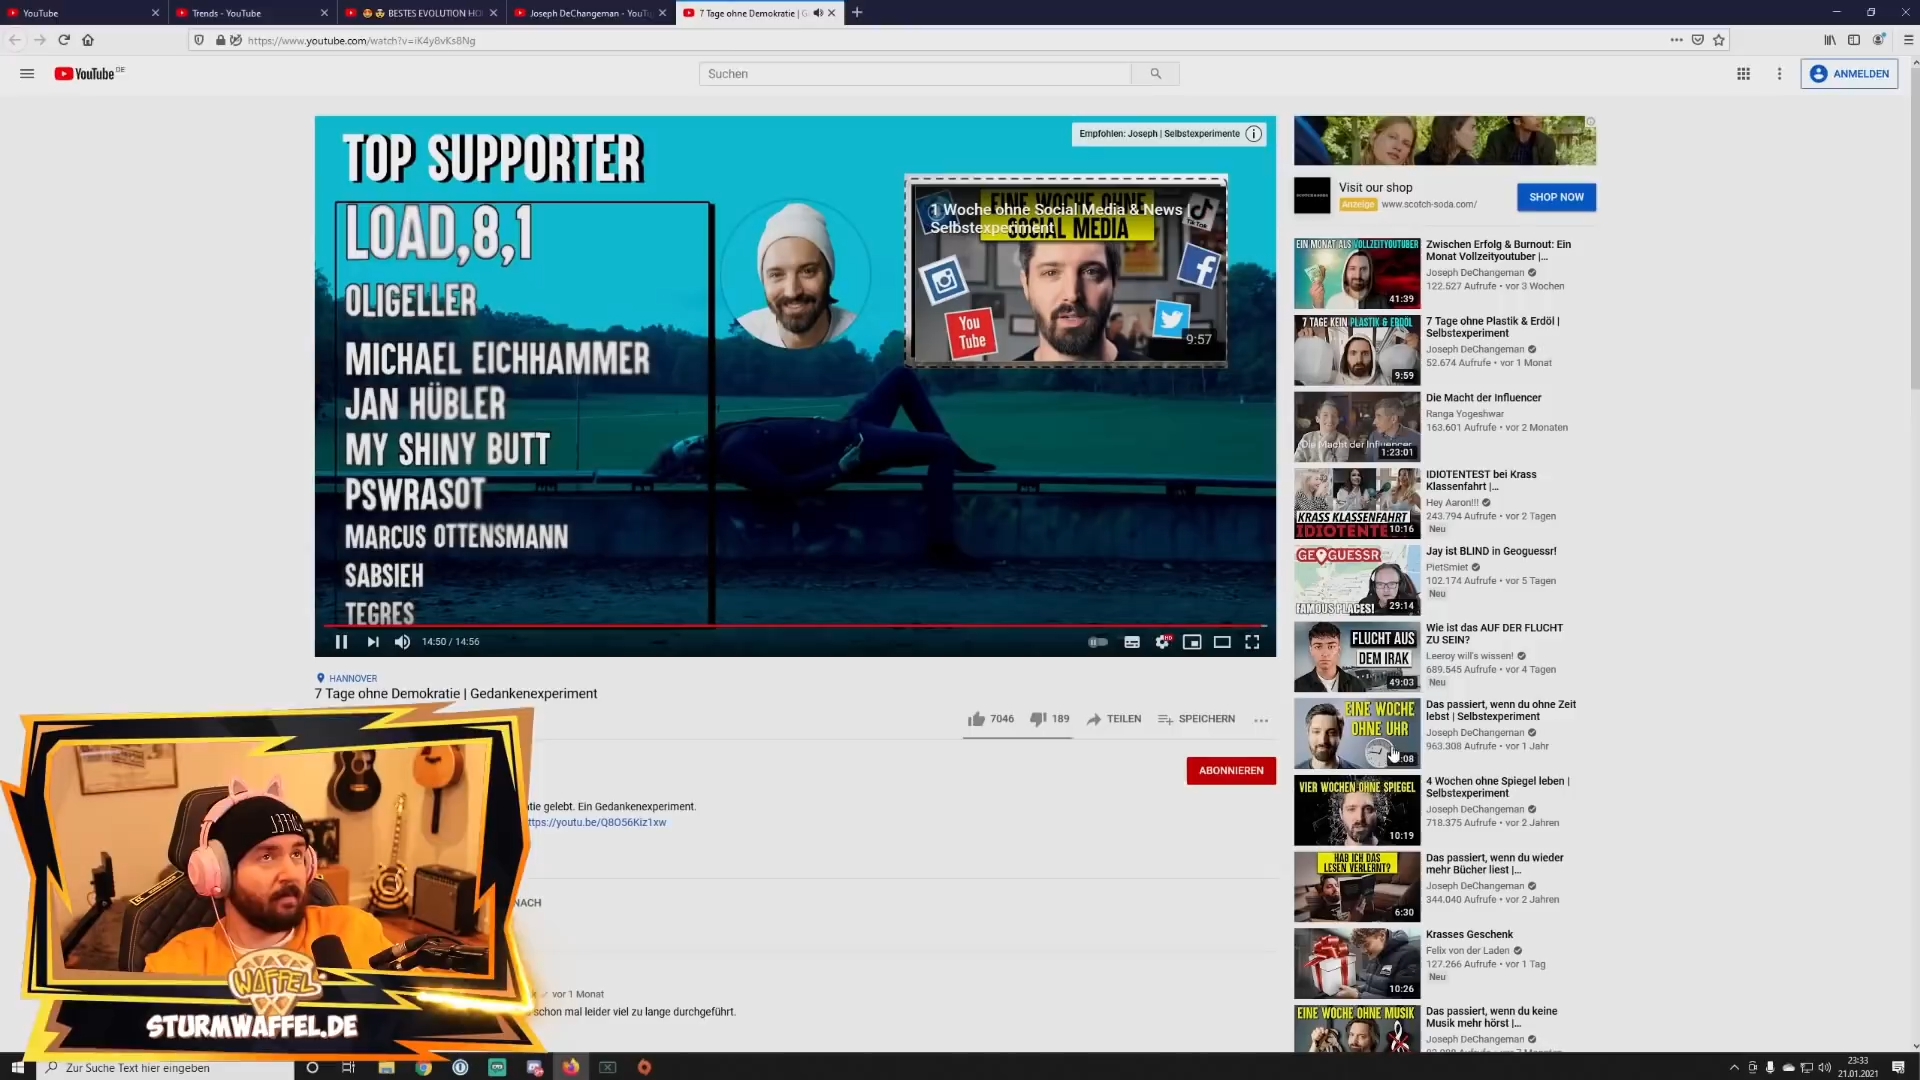 YouTube
Trends - YouTube
BESTES EVOLUTION HO
Joseph DeChangeman - YouTu
7 Tage ohne Demokratie | G
https://www.youtube.com/watch?v=iK4y8vKs8Ng
YouTube DE
Suchen
ANMELDEN
TOP SUPPORTER
LOAD,8,1
OLIGELLER
MICHAEL EICHHAMMER
JAN HÜBLER
MY SHINY BUTT
PSWRASOT
MARCUS OTTENSMANN
SABSIEH
TEGRES
Empfohlen: Joseph | Selbstexperimente
EINE WOCHE OHNE
SOCIAL MEDIA
1 Woche ohne Social Media & News |
Selbstexperiment
You
Tube
9:57
14:50 / 14:56
HANNOVER
7 Tage ohne Demokratie | Gedankenexperiment
7046
189
TEILEN
SPEICHERN
ABONNIEREN
tie gelebt. Ein Gedankenexperiment.
ttps://youtu.be/Q8O56Kiz1xw
NACH
vor 1 Monat
schon mal leider viel zu lange durchgeführt.
Visit our shop
Anzeige www.scotch-soda.com/
SHOP NOW
EIN MONAT ALS VOLLZEITYOUTUBER
41:39
Zwischen Erfolg & Burnout: Ein
Monat Vollzeityoutuber |...
Joseph DeChangeman
122.527 Aufrufe • vor 3 Wochen
7 TAGE KEIN PLASTIK & ERDÖL
9:59
7 Tage ohne Plastik & Erdöl |
Selbstexperiment
Joseph DeChangeman
52.674 Aufrufe • vor 1 Monat
Die Macht der Influencer
1:23:01
Die Macht der Influencer
Ranga Yogeshwar
163.601 Aufrufe • vor 2 Monaten
KRASS KLASSENFAHRT
IDIOTENTE
10:16
IDIOTENTEST bei Krass
Klassenfahrt |...
Hey Aaron!!!
243.794 Aufrufe • vor 2 Tagen
Neu
GEOGUESSR
FAMOUS PLACES!
29:14
Jay ist BLIND in Geoguessr!
PietSmiet
102.174 Aufrufe • vor 5 Tagen
Neu
FLUCHT AUS
DEM IRAK
49:03
Wie ist das AUF DER FLUCHT
ZU SEIN?
Leeroy will's wissen!
689.545 Aufrufe • vor 4 Tagen
Neu
EINE WOCHE
OHNE UHR
:08
Das passiert, wenn du ohne Zeit
lebst | Selbstexperiment
Joseph DeChangeman
963.308 Aufrufe • vor 1 Jahr
VIER WOCHEN OHNE SPIEGEL
10:19
4 Wochen ohne Spiegel leben |
Selbstexperiment
Joseph DeChangeman
718.375 Aufrufe • vor 2 Jahren
HAB ICH DAS
LESEN VERLERNT?
6:30
Das passiert, wenn du wieder
mehr Bücher liest |...
Joseph DeChangeman
344.040 Aufrufe • vor 2 Jahren
10:26
Krasses Geschenk
Felix von der Laden
127.266 Aufrufe • vor 1 Tag
Neu
EINE WOCHE OHNE MUSIK
Das passiert, wenn du keine
Musik mehr hörst |...
Joseph DeChangeman
WAFFEL
STURMWAFFEL.DE
Zur Suche Text hier eingeben
23:33
21.01.2021